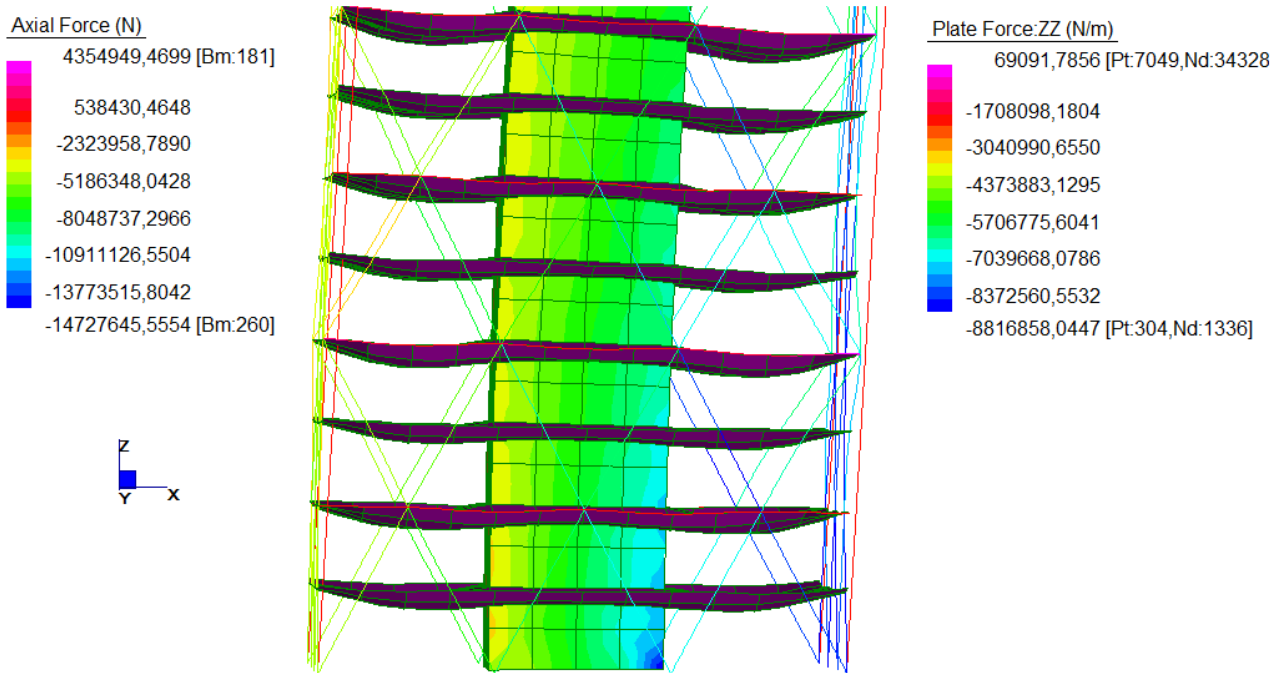 Axial Force (N)
4354949,4699 [Bm:181]
538430,4648
-2323958,7890
-5186348,0428
-8048737,2966
-10911126,5504
-13773515,8042
-14727645,5554 [Bm:260]
Plate Force:ZZ (N/m)
69091,7856 [Pt:7049,Nd:34328
-1708098,1804
-3040990,6550
-4373883,1295
-5706775,6041
-7039668,0786
-8372560,5532
-8816858,0447 [Pt:304,Nd:1336]
Z
Y X